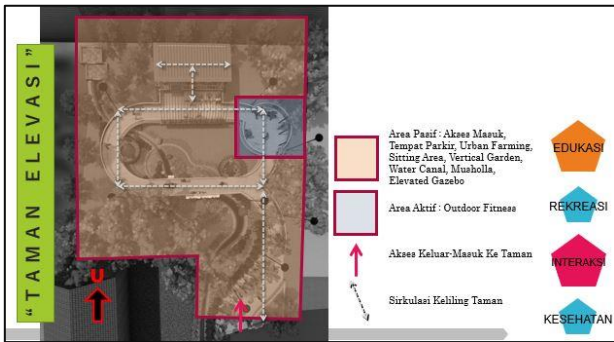 “TAMAN ELEVASI”
U
Area Pasif : Akses Masuk,
Tempat Parkir, Urban Farming,
Sitting Area, Vertical Garden,
Water Canal, Musholla,
Elevated Gazebo
Area Aktif : Outdoor Fitness
Akses Keluar-Masuk Ke Taman
Sirkulasi Keliling Taman
EDUKASI
REKREASI
INTERAKSI
KESEHATAN